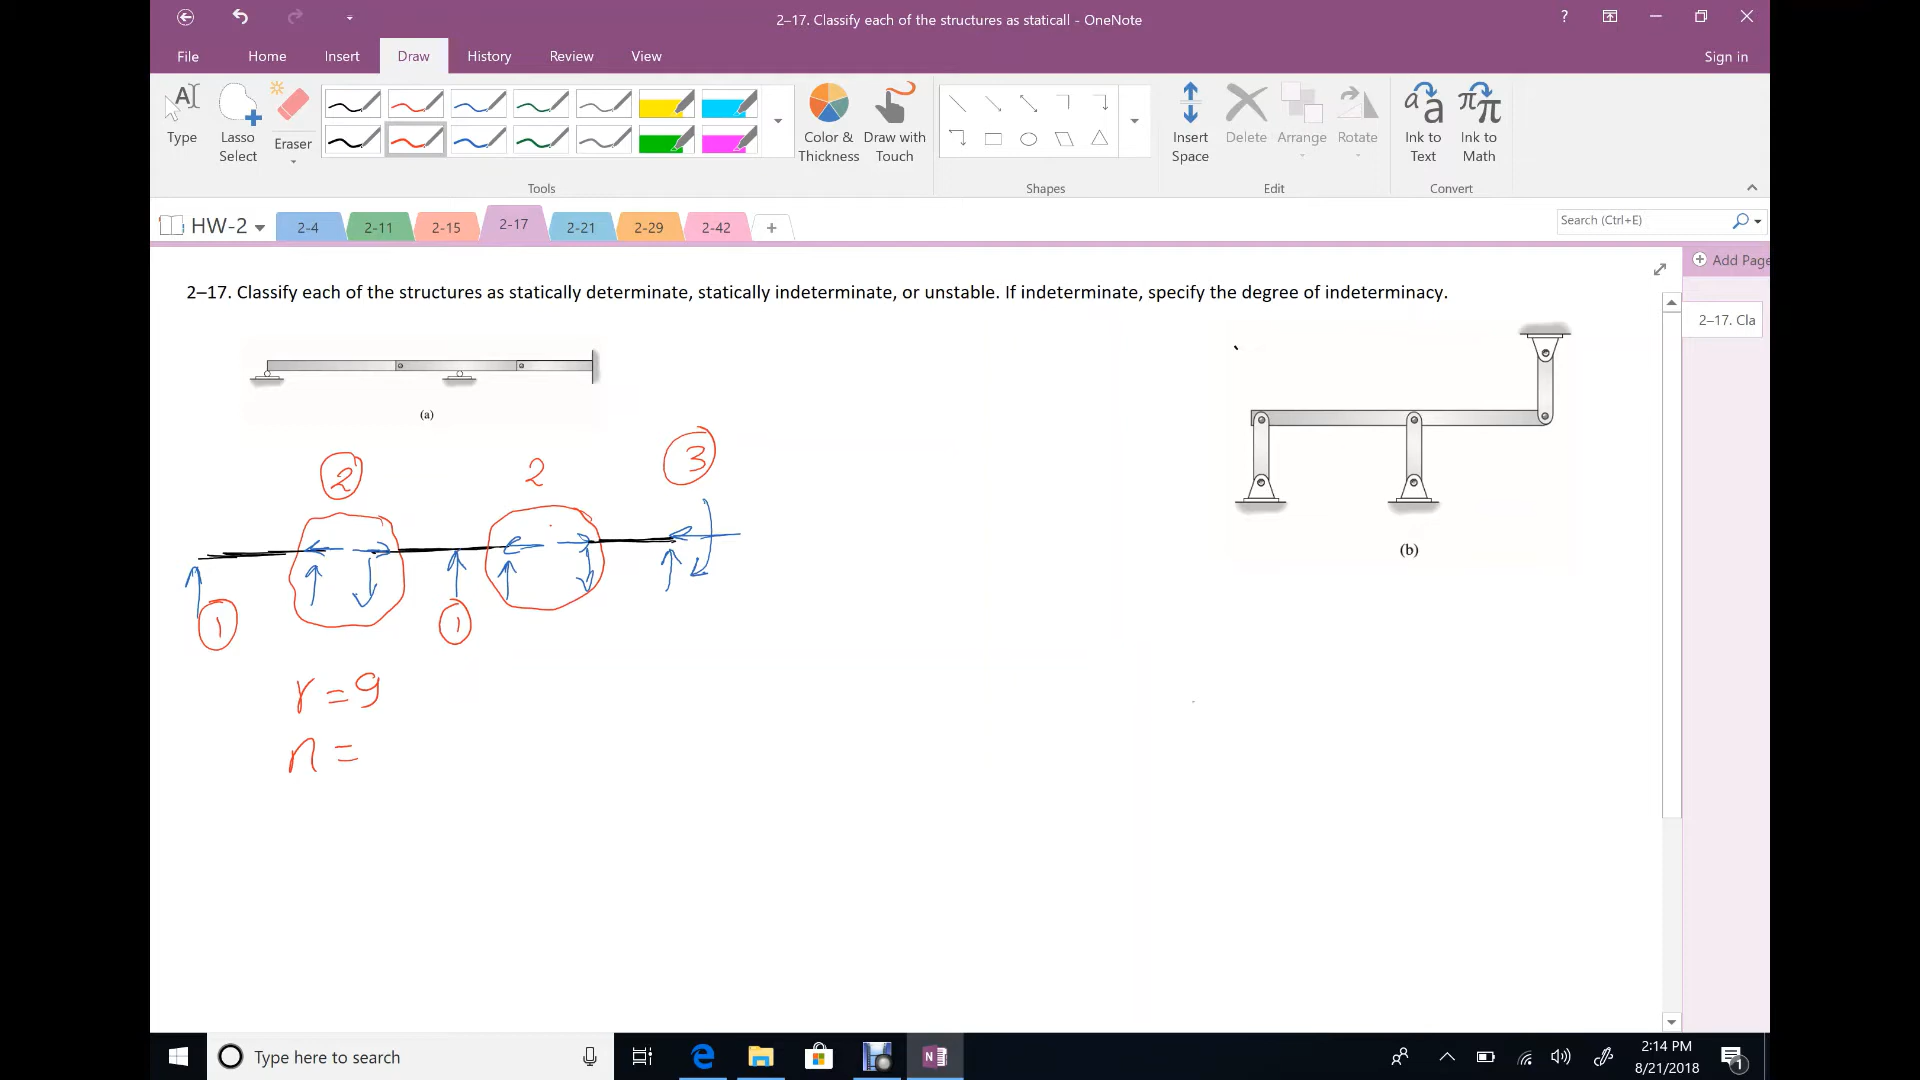 2–17. Classify each of the structures as staticall - OneNote
?
File Home Insert Draw History Review View
Sign in
Type
Lasso Select
Eraser
Color & Thickness
Draw with Touch
Insert Space
Delete
Arrange
Rotate
Ink to Text
Ink to Math
Tools
Shapes
Edit
Convert
HW-2
2-4
2-11
2-15
2-17
2-21
2-29
2-42
+
Search (Ctrl+E)
Add Page
2–17. Classify each of the structures as statically determinate, statically indeterminate, or unstable. If indeterminate, specify the degree of indeterminacy.
2–17. Cla
(a)
(b)
2
2
3
1
1
r = 9
n =
Type here to search
2:14 PM
8/21/2018
1